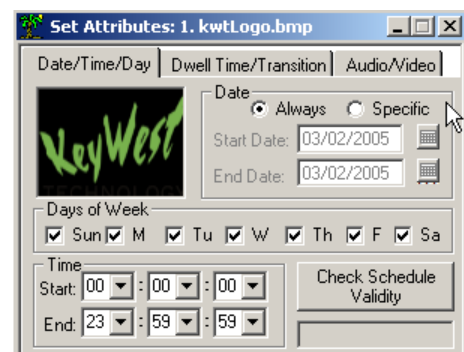 Set Attributes: 1. kwtLogo.bmp
Date/Time/Day Dwell Time/Transition Audio/Video
KeyWest
TECHNOLOGY
Date
Always Specific
Start Date: 03/02/2005
End Date: 03/02/2005
Days of Week
Sun M Tu W Th F Sa
Time
Start: 00 : 00 : 00
End: 23 : 59 : 59
Check Schedule
Validity